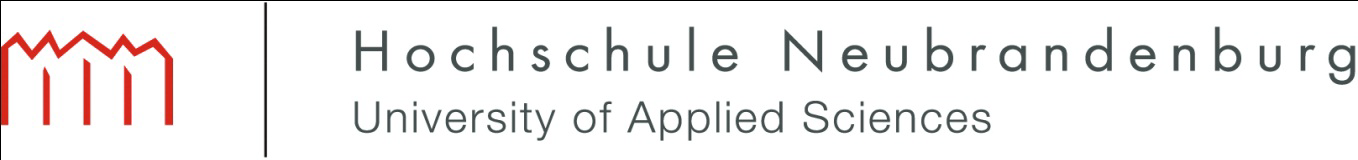 Hochschule Neubrandenburg
University of Applied Sciences